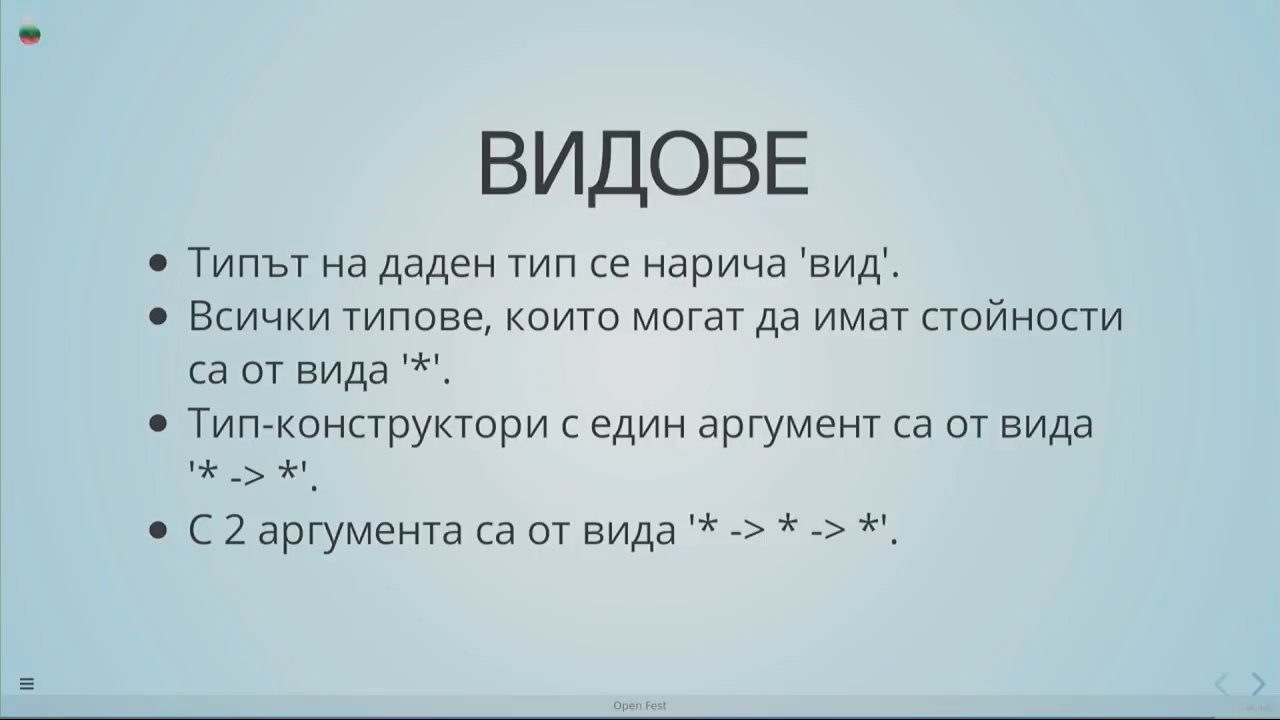 ВИДОВЕ
Типът на даден тип се нарича 'вид'.
Всички типове, които могат да имат стойности
са от вида '*'.
Тип-конструктори с един аргумент са от вида
'* -> *'.
С 2 аргумента са от вида '* -> * -> *'.
Open Fest